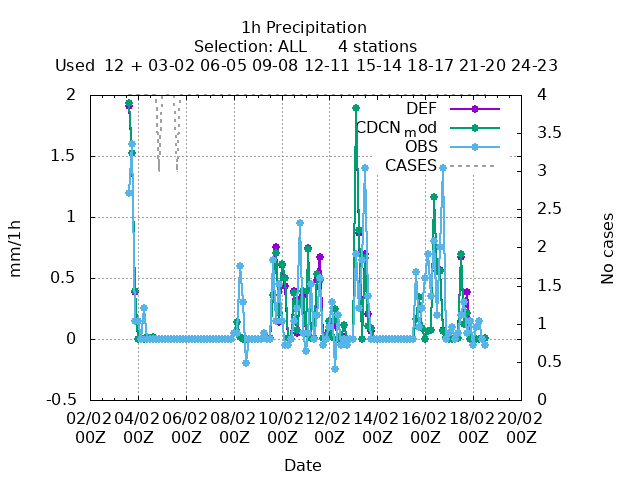 1h Precipitation
Selection: ALL 4 stations
Used 12 + 03-02 06-05 09-08 12-11 15-14 18-17 21-20 24-23
DEF
CDCN_mod
OBS
CASES
2
1.5
1
0.5
0
-0.5
mm/1h
4
3.5
3
2.5
2
1.5
1
0.5
0
No cases
02/02 04/02 06/02 08/02 10/02 12/02 14/02 16/02 18/02 20/02
00Z 00Z 00Z 00Z 00Z 00Z 00Z 00Z 00Z 00Z
Date